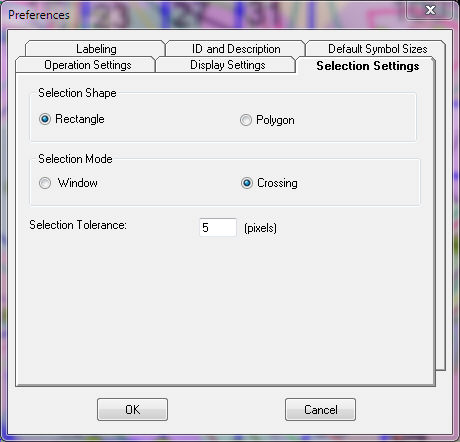 Preferences
Labeling
ID and Description
Default Symbol Sizes
Operation Settings
Display Settings
Selection Settings
Selection Shape
Rectangle
Polygon
Selection Mode
Window
Crossing
Selection Tolerance:
5
(pixels)
OK
Cancel